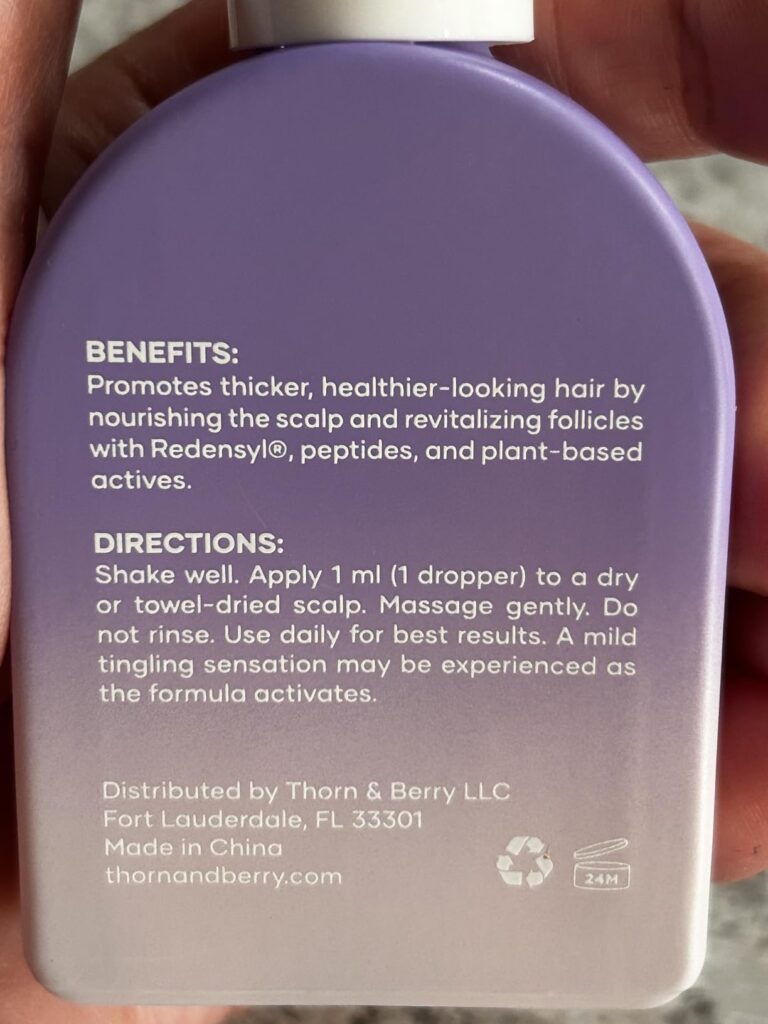 BENEFITS:
Promotes thicker, healthier-looking hair by
nourishing the scalp and revitalizing follicles
with Redensyl®, peptides, and plant-based
actives.
DIRECTIONS:
Shake well. Apply 1 ml (1 dropper) to a dry
or towel-dried scalp. Massage gently. Do
not rinse. Use daily for best results. A mild
tingling sensation may be experienced as
the formula activates.
Distributed by Thorn & Berry LLC
Fort Lauderdale, FL 33301
Made in China
thornandberry.com
24M